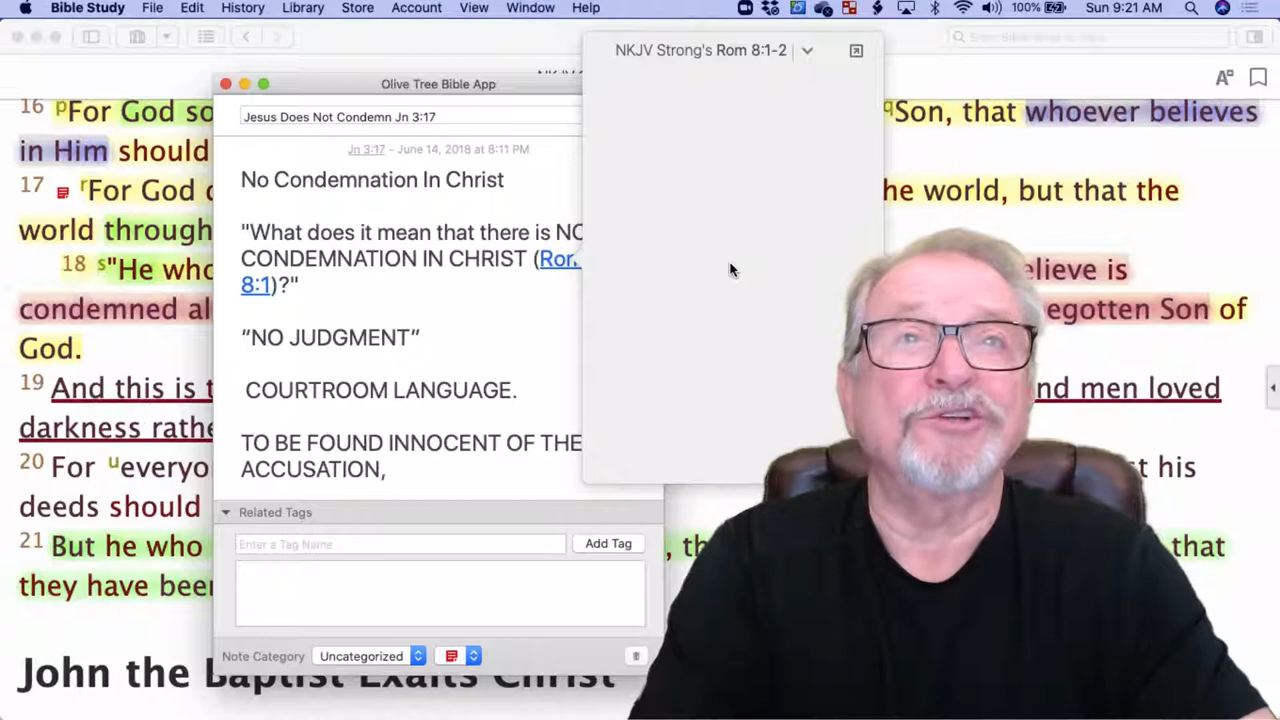 Bible Study File Edit History Library Store Account View Window Help 100% Sun 9:21 AM
NKJV Strong's Rom 8:1-2
Olive Tree Bible App
Jesus Does Not Condemn Jn 3:17
Jn 3:17 - June 14, 2018 at 8:11 PM
No Condemnation In Christ
"What does it mean that there is NO
CONDEMNATION IN CHRIST (Rom.
8:1)?"
“NO JUDGMENT”
COURTROOM LANGUAGE.
TO BE FOUND INNOCENT OF THE
ACCUSATION,
Related Tags
Enter a Tag Name Add Tag
Note Category Uncategorized
16 pFor God so qSon, that whoever believes
in Him should
17 rFor God he world, but that the
world through
18 s"He who elieve is
condemned al egotten Son of
God.
19 And this is nd men loved
darkness rathe
20 For ueveryo st his
deeds should
21 But he who , th that
they have been
John the Baptist Exalts Christ